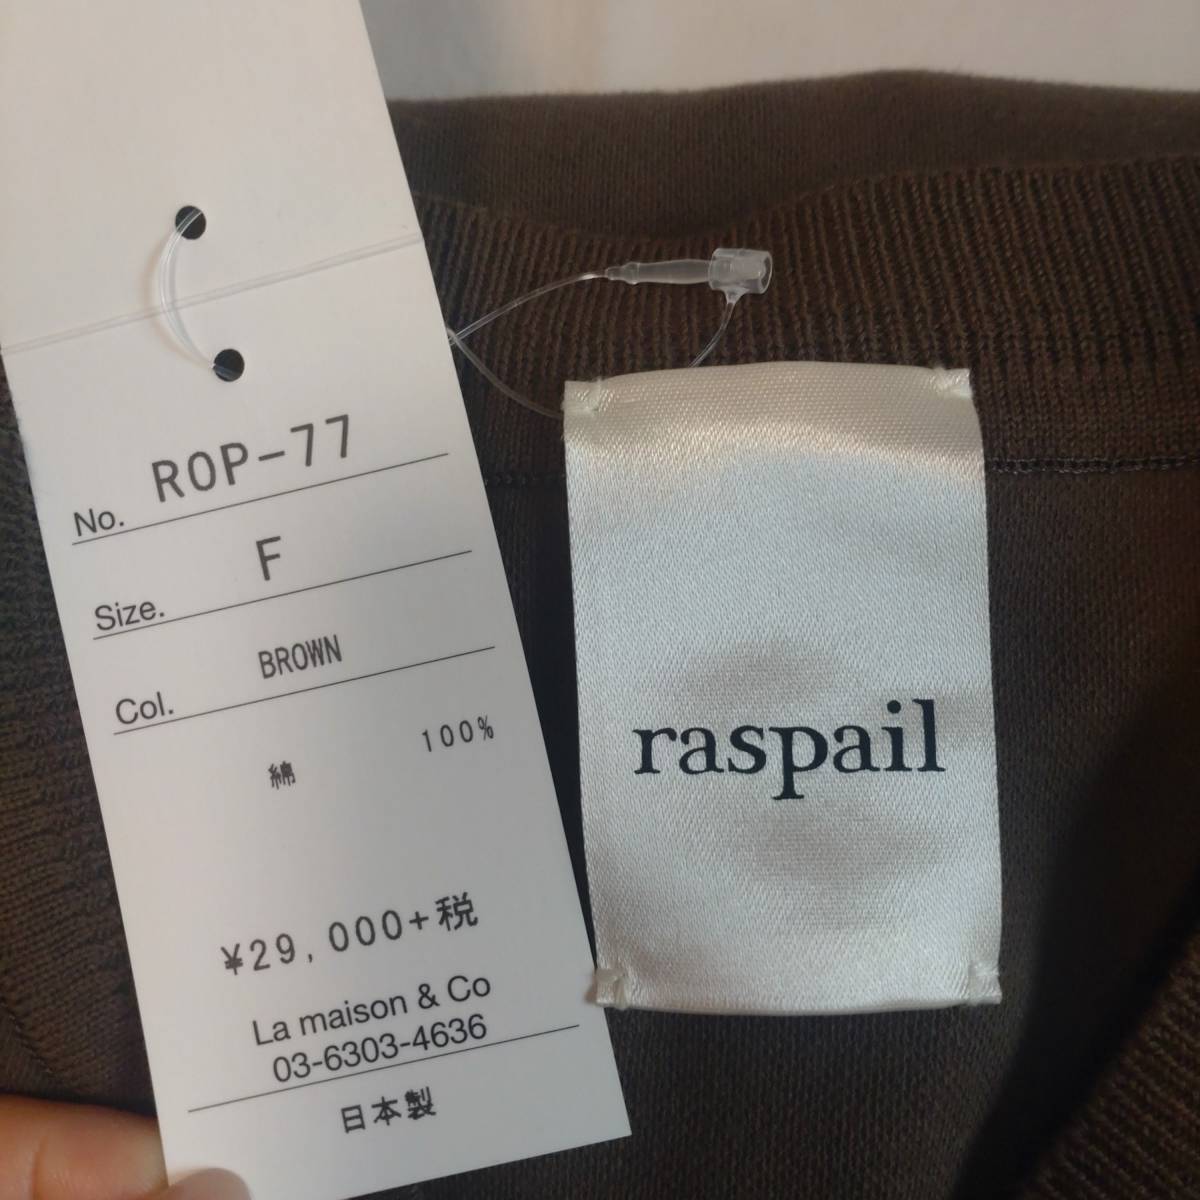 No. ROP-77
Size. F
Col. BROWN
綿 100%
¥29,000+税
La maison & Co
03-6303-4636
日本製
raspail